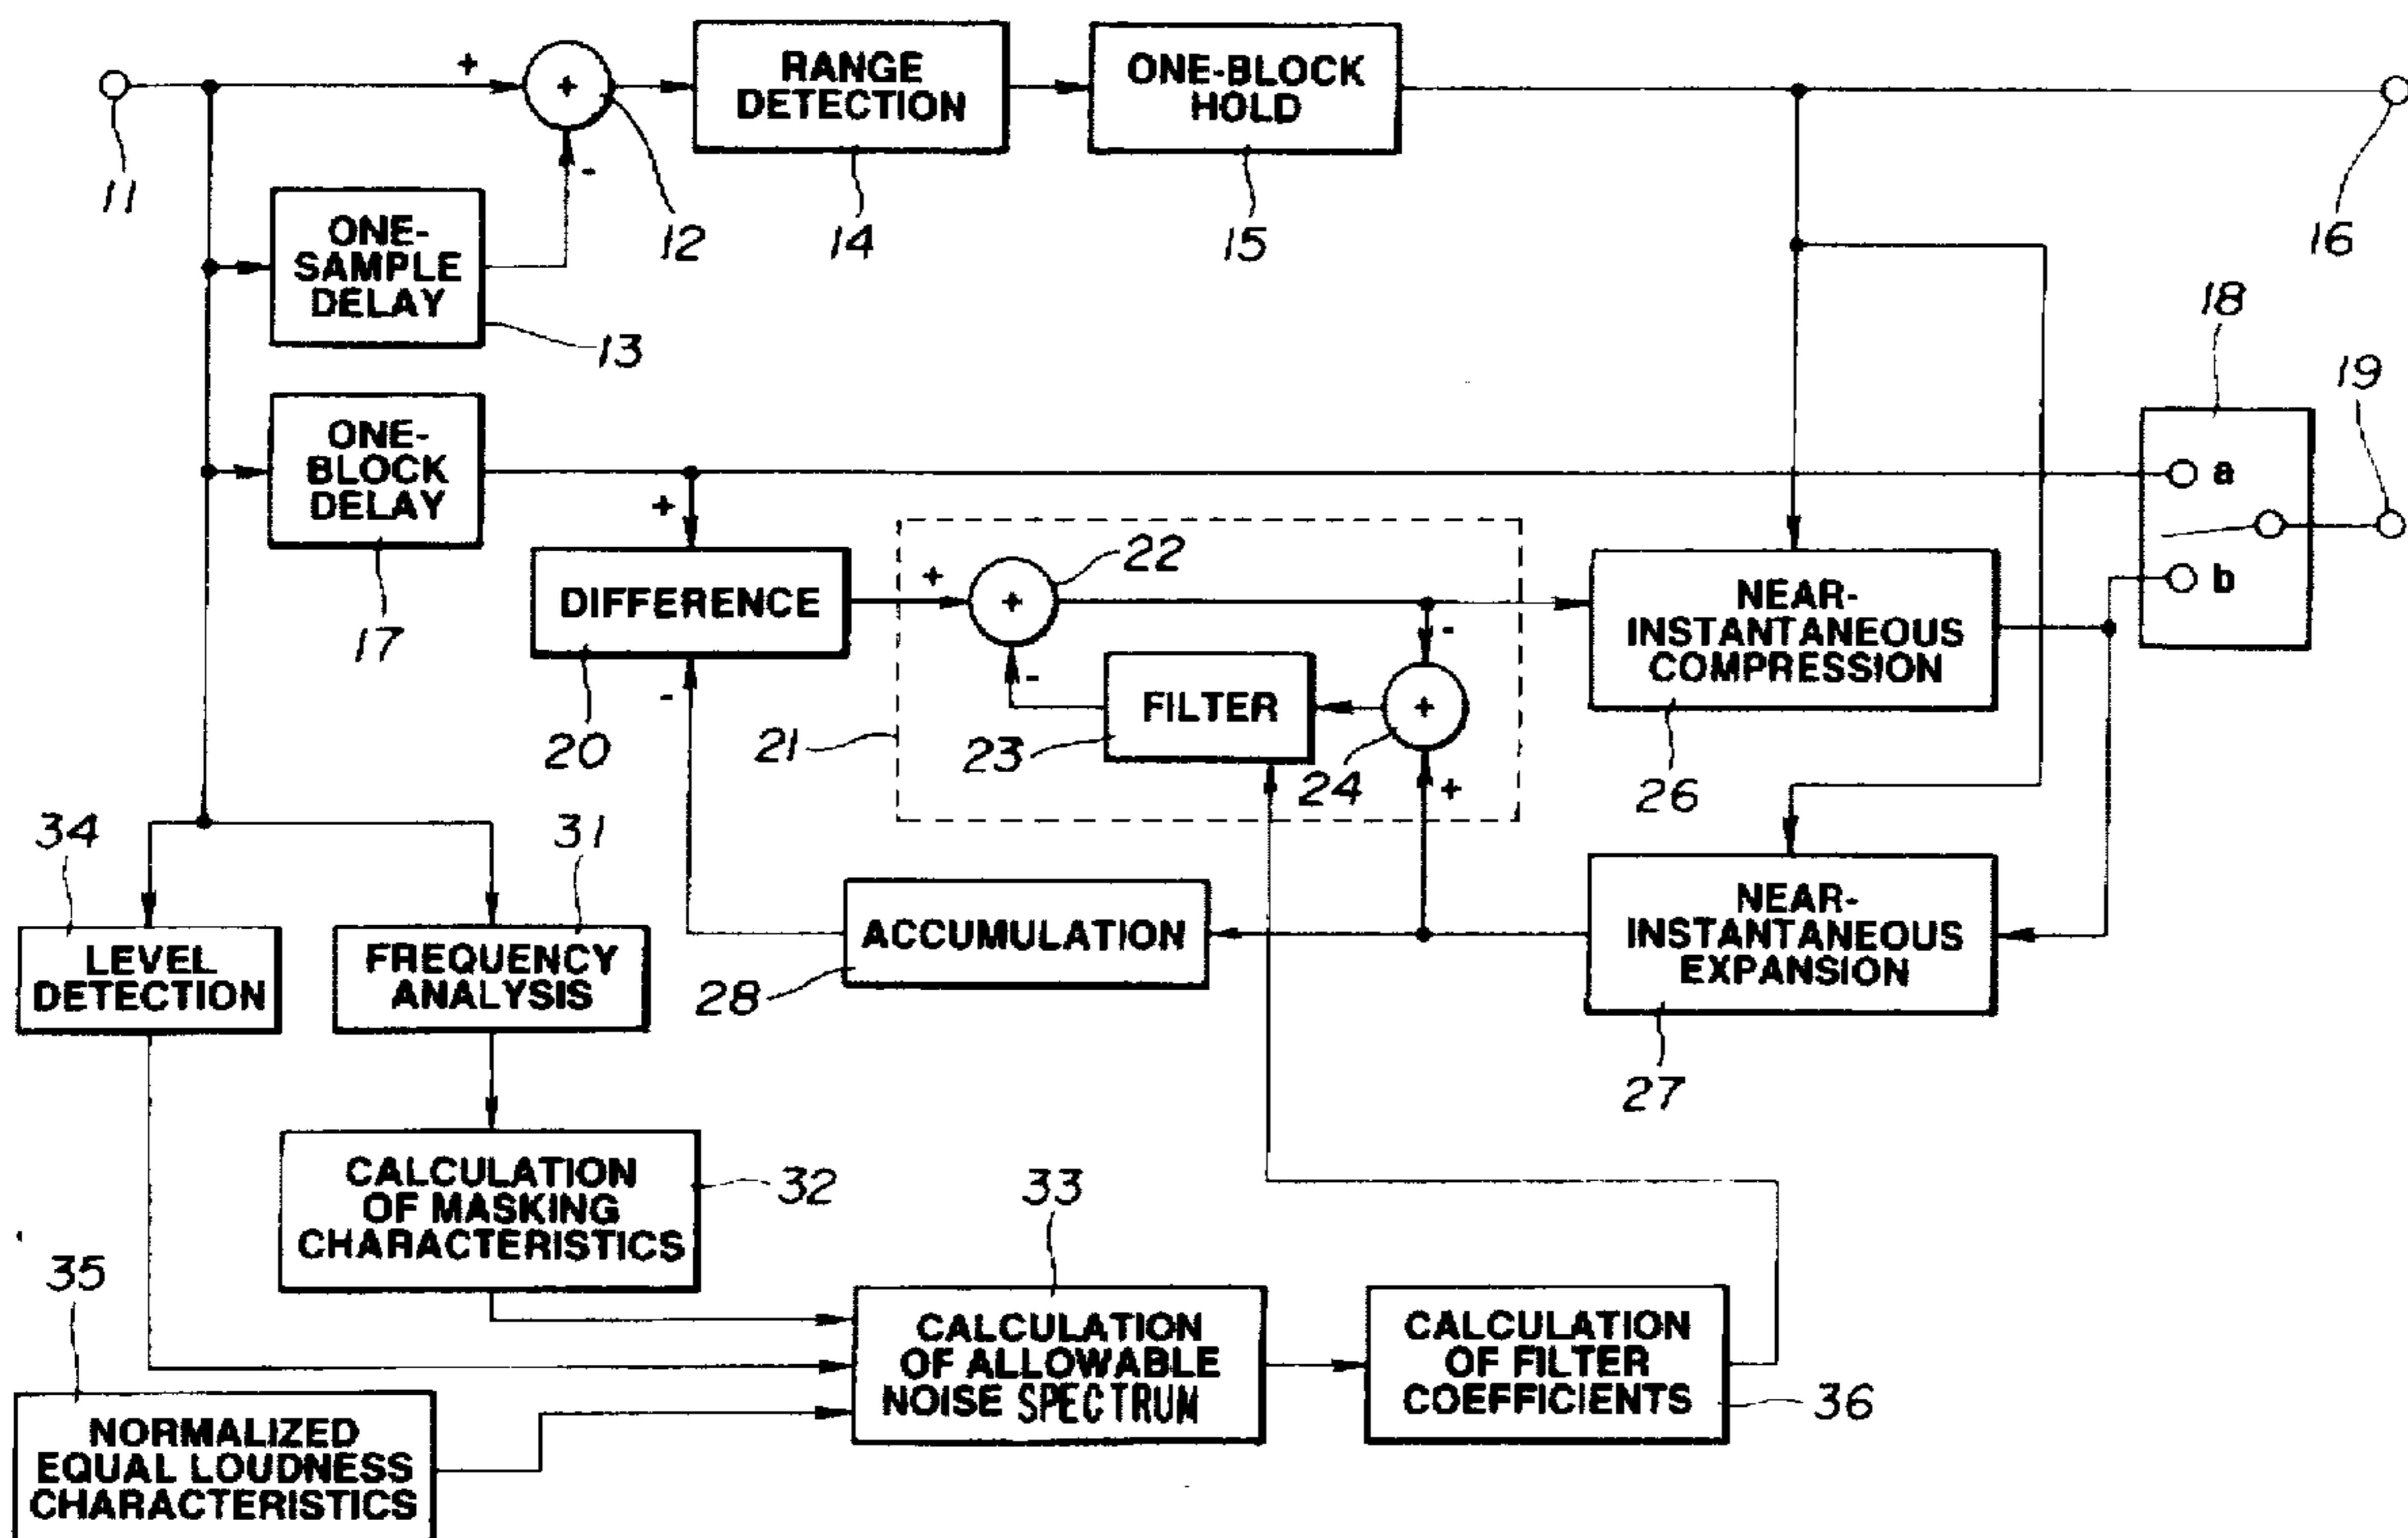 +
+
RANGE
DETECTION
ONE-BLOCK
HOLD
-
11
12
14
15
16
ONE-
SAMPLE
DELAY
13
18
19
ONE-
BLOCK
DELAY
17
a
b
+
DIFFERENCE
-
20
21
+
+
22
-
FILTER
23
-
+
24
+
NEAR-
INSTANTANEOUS
COMPRESSION
26
34
31
LEVEL
DETECTION
FREQUENCY
ANALYSIS
ACCUMULATION
28
NEAR-
INSTANTANEOUS
EXPANSION
27
CALCULATION
OF MASKING
CHARACTERISTICS
32
33
35
CALCULATION
OF ALLOWABLE
NOISE SPECTRUM
CALCULATION
OF FILTER
COEFFICIENTS
36
NORMALIZED
EQUAL LOUDNESS
CHARACTERISTICS